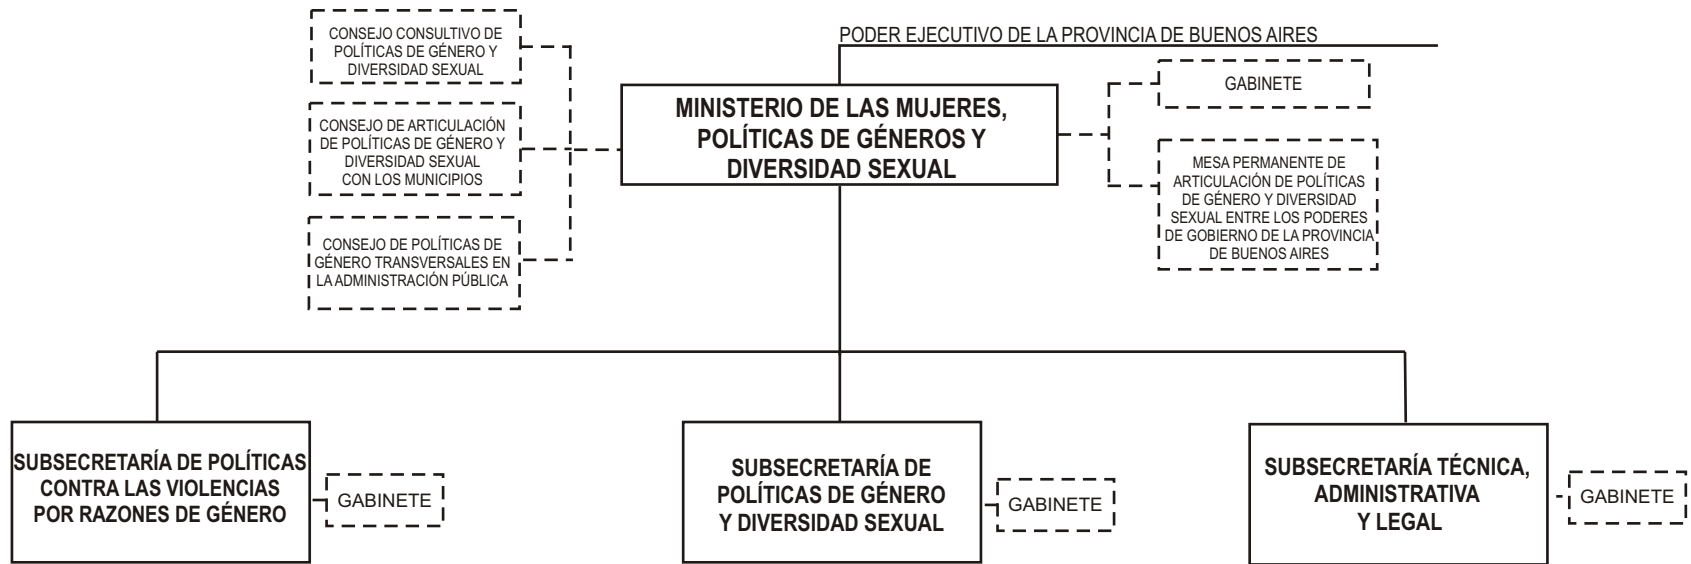 PODER EJECUTIVO DE LA PROVINCIA DE BUENOS AIRES
CONSEJO CONSULTIVO DE
POLÍTICAS DE GÉNERO Y
DIVERSIDAD SEXUAL
CONSEJO DE ARTICULACIÓN
DE POLÍTICAS DE GÉNERO Y
DIVERSIDAD SEXUAL
CON LOS MUNICIPIOS
CONSEJO DE POLÍTICAS DE
GÉNERO TRANSVERSALES EN
LA ADMINISTRACIÓN PÚBLICA
MINISTERIO DE LAS MUJERES,
POLÍTICAS DE GÉNEROS Y
DIVERSIDAD SEXUAL
GABINETE
MESA PERMANENTE DE
ARTICULACIÓN DE POLÍTICAS
DE GÉNERO Y DIVERSIDAD
SEXUAL ENTRE LOS PODERES
DE GOBIERNO DE LA PROVINCIA
DE BUENOS AIRES
SUBSECRETARÍA DE POLÍTICAS
CONTRA LAS VIOLENCIAS
POR RAZONES DE GÉNERO
GABINETE
SUBSECRETARÍA DE
POLÍTICAS DE GÉNERO
Y DIVERSIDAD SEXUAL
GABINETE
SUBSECRETARÍA TÉCNICA,
ADMINISTRATIVA
Y LEGAL
GABINETE